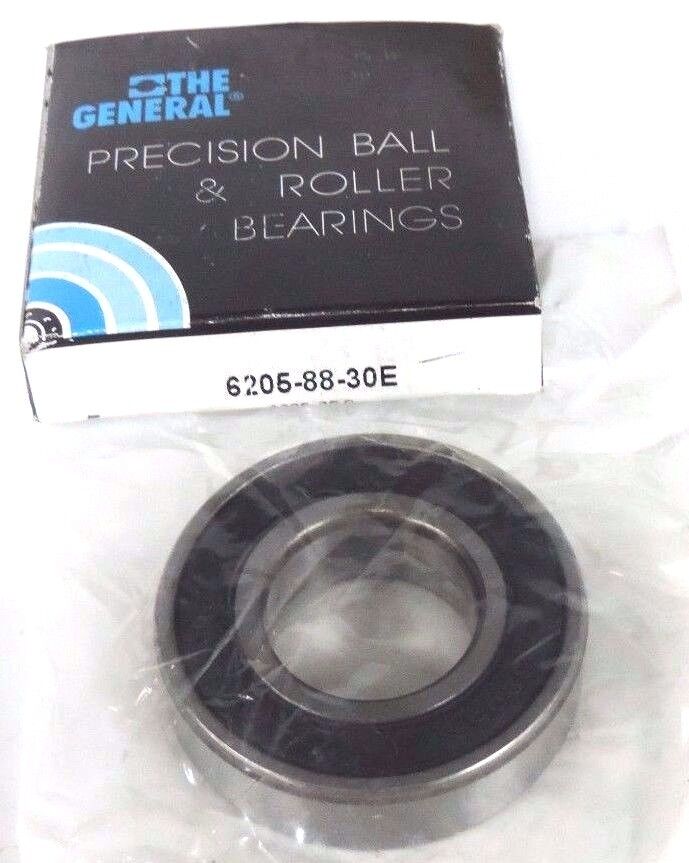 THE
GENERAL®
PRECISION BALL
& ROLLER
BEARINGS
6205-88-30E